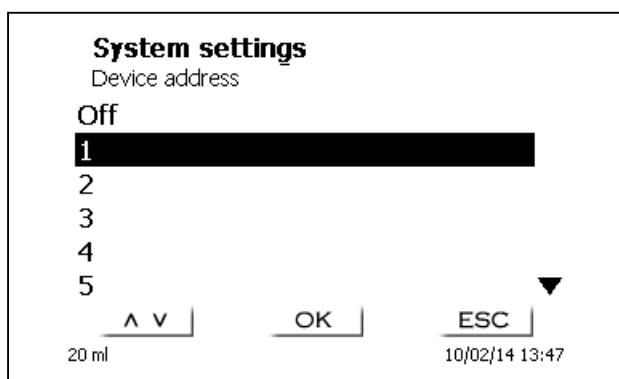 System settings
Device address
Off
1
2
3
4
5
∧ ∨ OK ESC
20 ml 10/02/14 13:47